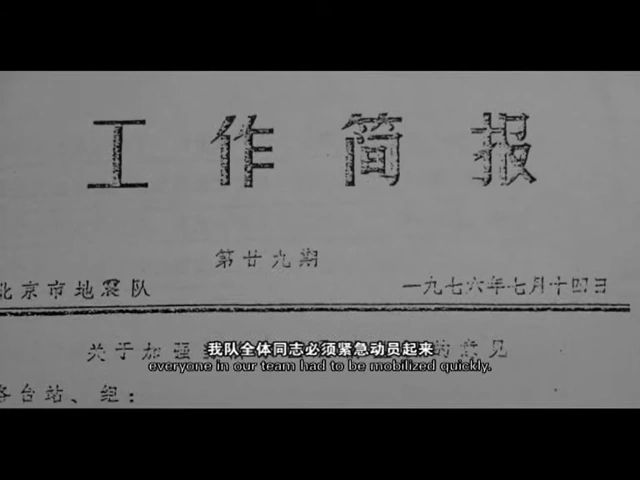 工作简报
第廿九期
北京市地震队 一九七六年七月十四日
关于加强 的意见
我队全体同志必须紧急动员起来
everyone in our team had to be mobilized quickly.
各台站、组：